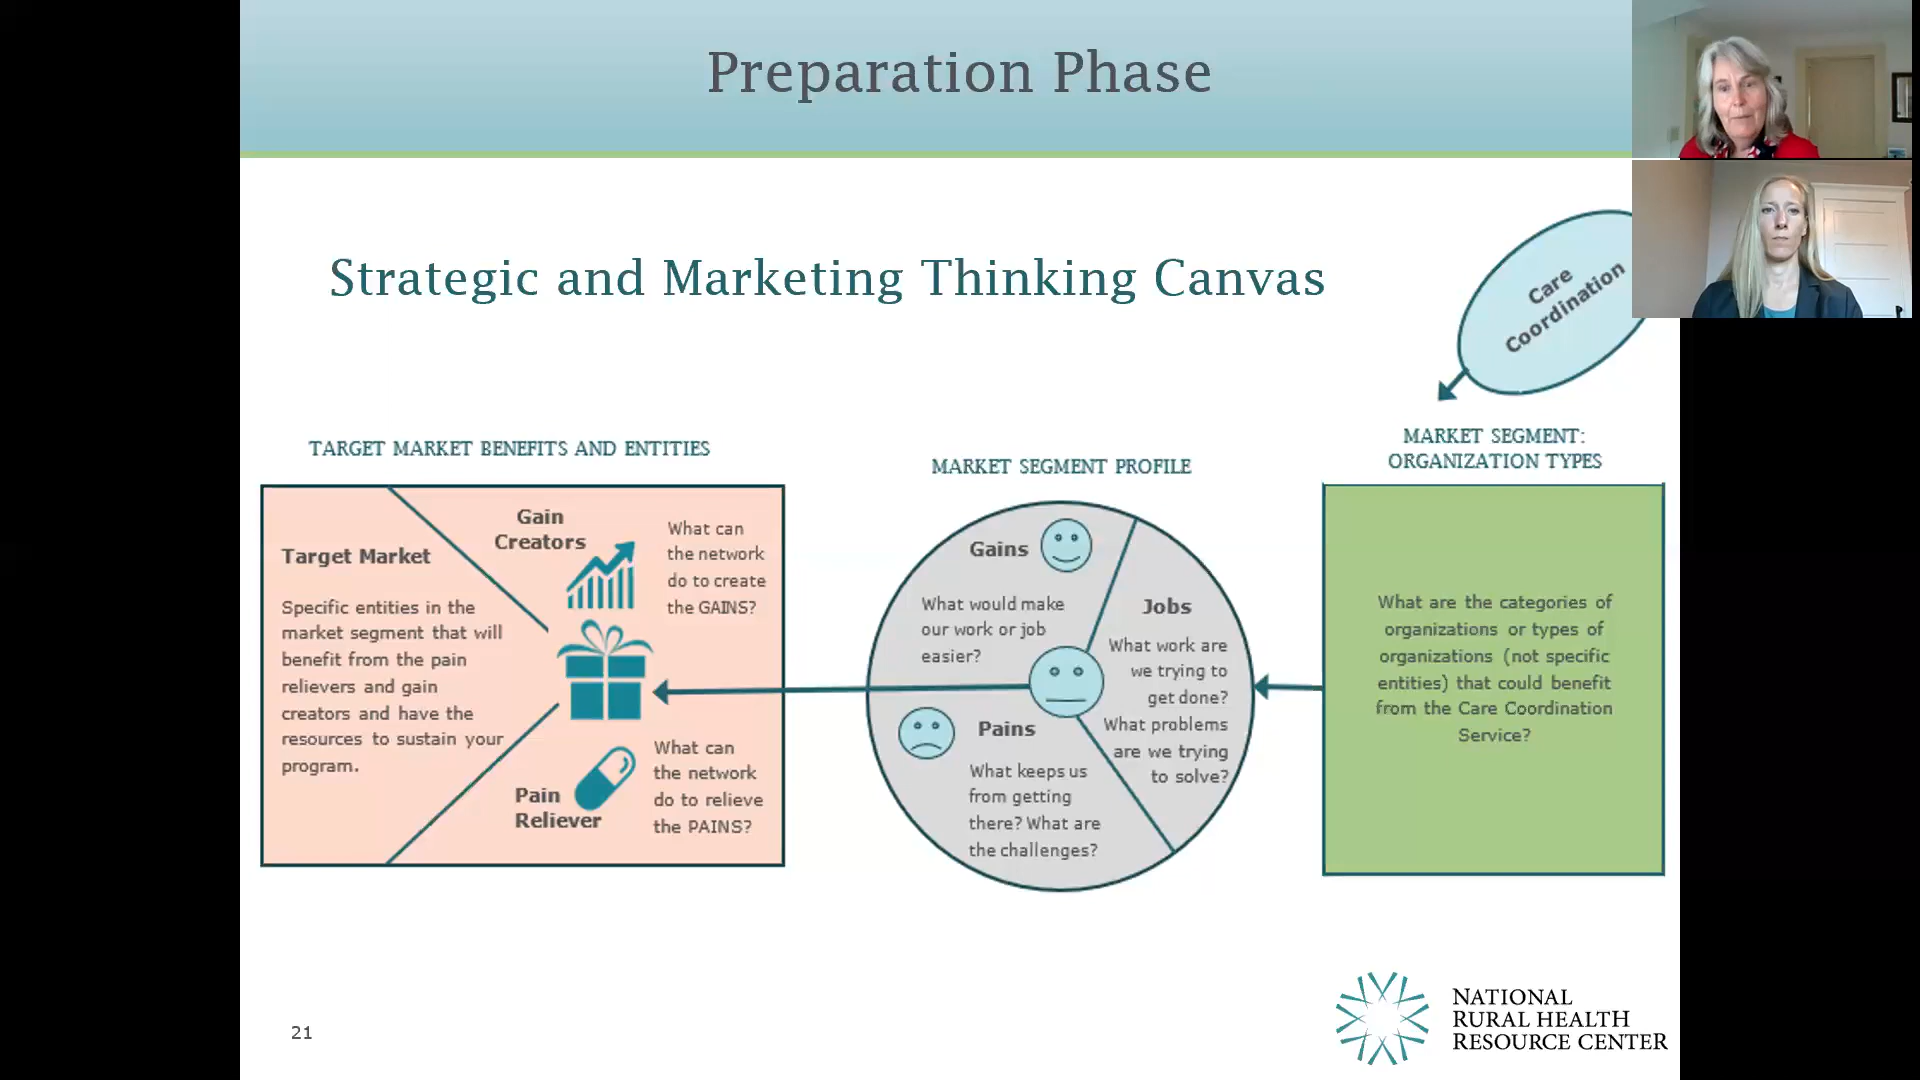 Preparation Phase
Strategic and Marketing Thinking Canvas
Care
Coordination
TARGET MARKET BENEFITS AND ENTITIES
Target Market
Specific entities in the
market segment that will
benefit from the pain
relievers and gain
creators and have the
resources to sustain your
program.
Gain
Creators
What can
the network
do to create
the GAINS?
Pain
Reliever
What can
the network
do to relieve
the PAINS?
MARKET SEGMENT PROFILE
Gains
What would make
our work or job
easier?
Jobs
What work are
we trying to
get done?
What problems
are we trying
to solve?
Pains
What keeps us
from getting
there? What are
the challenges?
MARKET SEGMENT:
ORGANIZATION TYPES
What are the categories of
organizations or types of
organizations (not specific
entities) that could benefit
from the Care Coordination
Service?
21
NATIONAL
RURAL HEALTH
RESOURCE CENTER